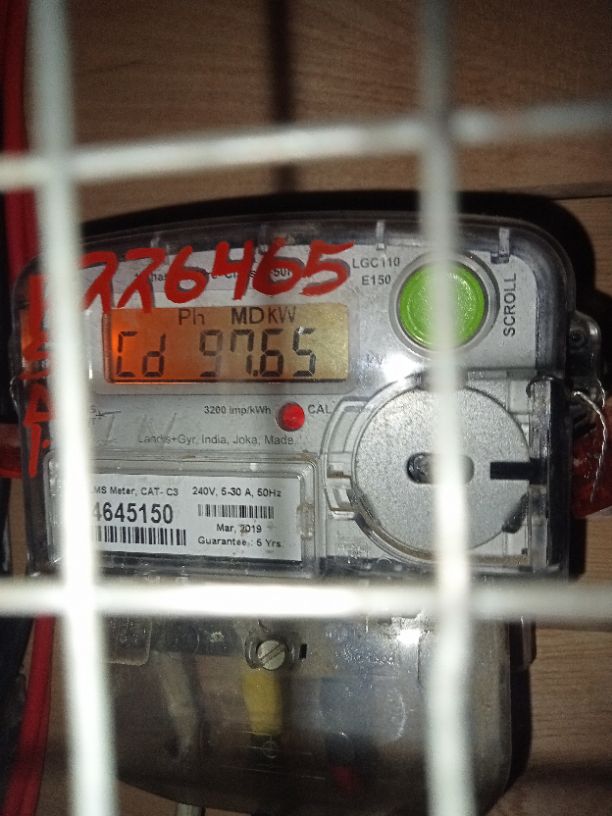 226465
LGC110
E150
SCROLL
Ph MD kW
Cd 97.65
3200 imp/kWh CAL
Landis+Gyr, India, Joka, Made
MS Meter, CAT- C3 240V, 5-30 A, 50Hz
4645150
Mar, 2019
Guarantee : 5 Yrs.